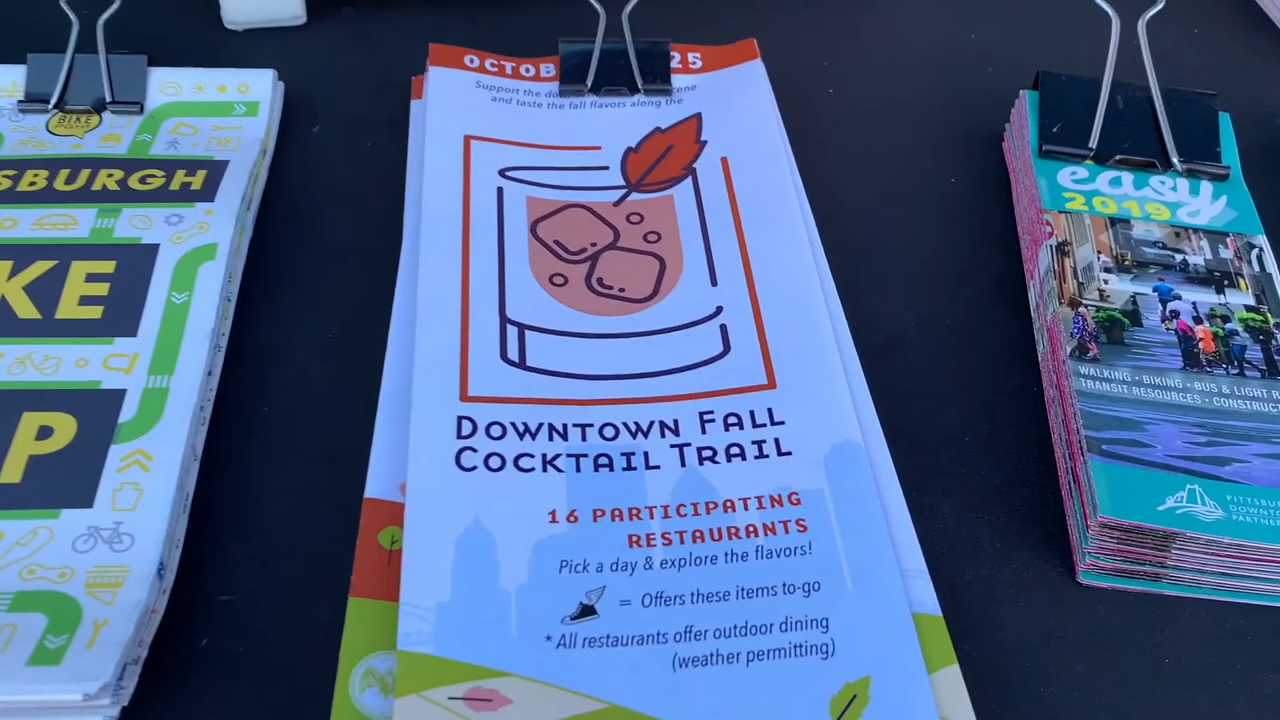 BIKE
SBURGH
KE
P
OCTOB 25
Support the do cene
and taste the fall flavors along the
DOWNTOWN FALL
COCKTAIL TRAIL
16 PARTICIPATING
RESTAURANTS
Pick a day & explore the flavors!
= Offers these items to-go
* All restaurants offer outdoor dining
(weather permitting)
easy
2019
WALKING • BIKING • BUS & LIGHT R
TRANSIT RESOURCES • CONSTRUC
PITTSBU
DOWNTO
PARTNE